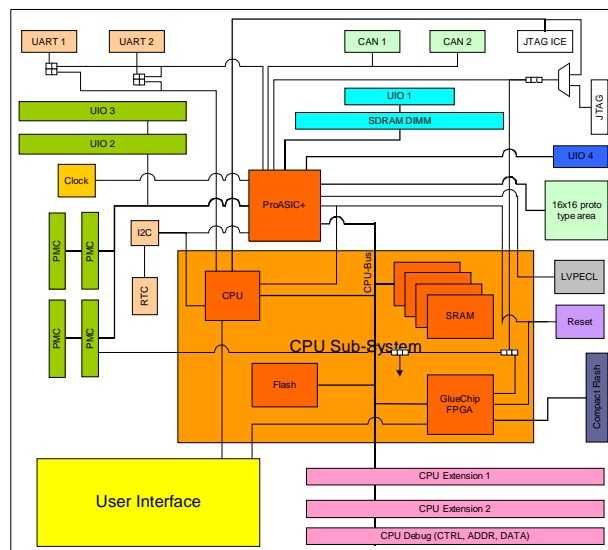 UART 1
UART 2
CAN 1
CAN 2
JTAG ICE
UIO 1
JTAG
UIO 3
SDRAM DIMM
UIO 2
UIO 4
Clock
ProASIC+
16x16 proto
type area
PMC
PMC
I2C
CPU-Bus
LVPECL
RTC
CPU
SRAM
Reset
PMC
PMC
CPU Sub-System
Flash
GlueChip
FPGA
Compact Flash
User Interface
CPU Extension 1
CPU Extension 2
CPU Debug (CTRL, ADDR, DATA)